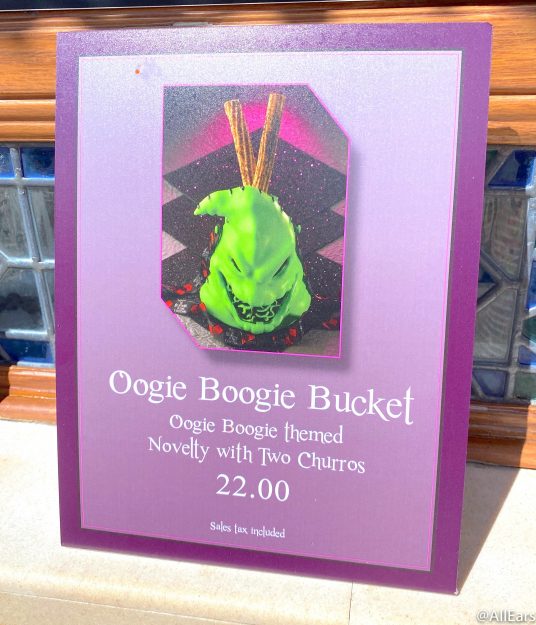 Oogie Boogie Bucket
Oogie Boogie themed
Novelty with Two Churros
22.00
Sales tax included
@AllEars